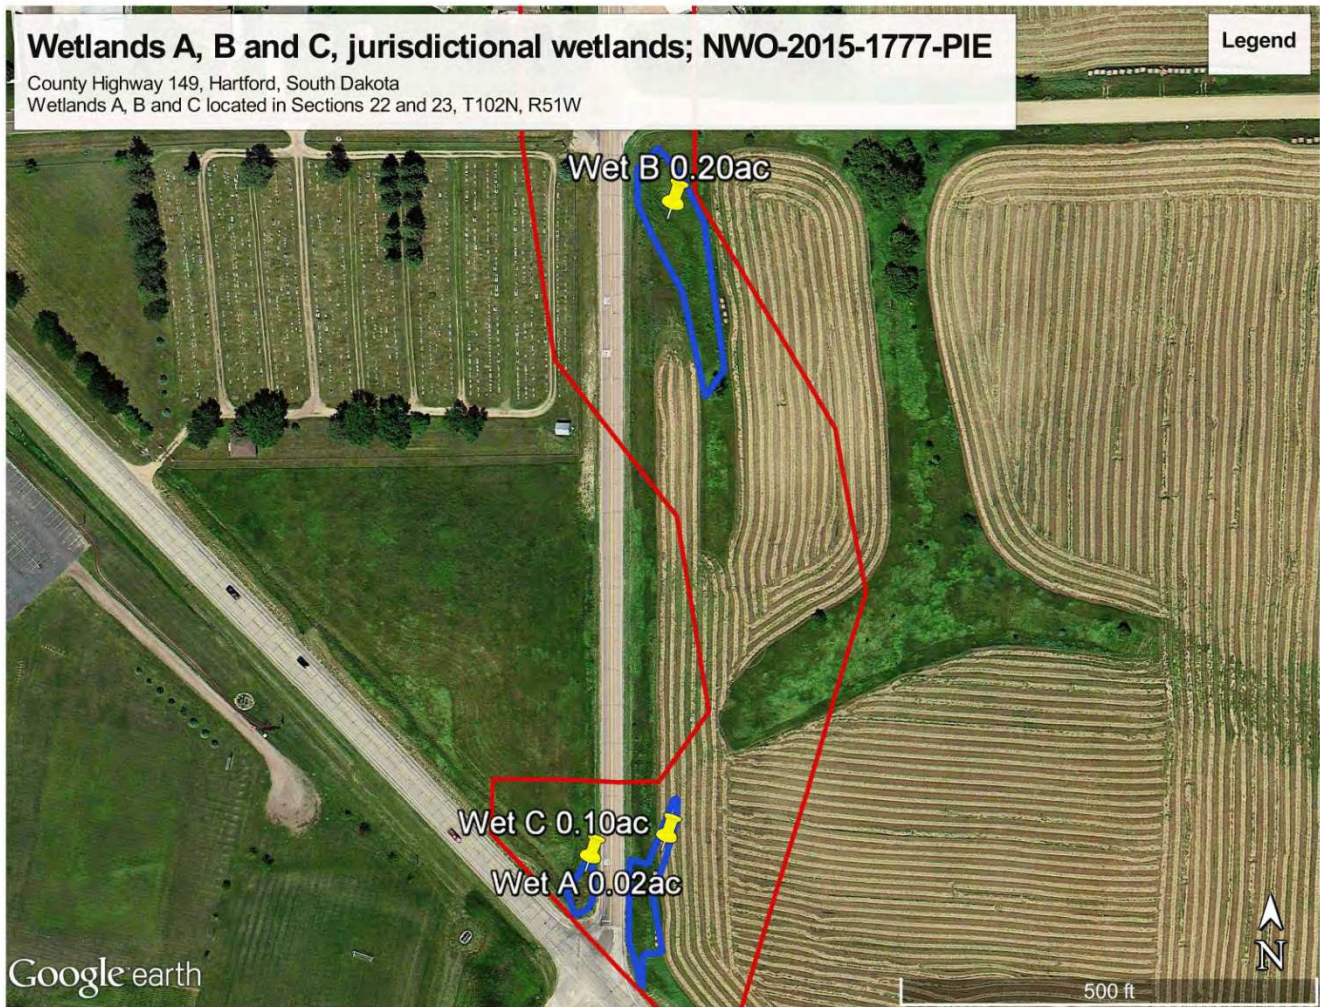 Wetlands A, B and C, jurisdictional wetlands; NWO-2015-1777-PIE
County Highway 149, Hartford, South Dakota
Wetlands A, B and C located in Sections 22 and 23, T102N, R51W
Legend
Wet B 0.20ac
Wet C 0.10ac
Wet A 0.02ac
Google earth
N
500 ft